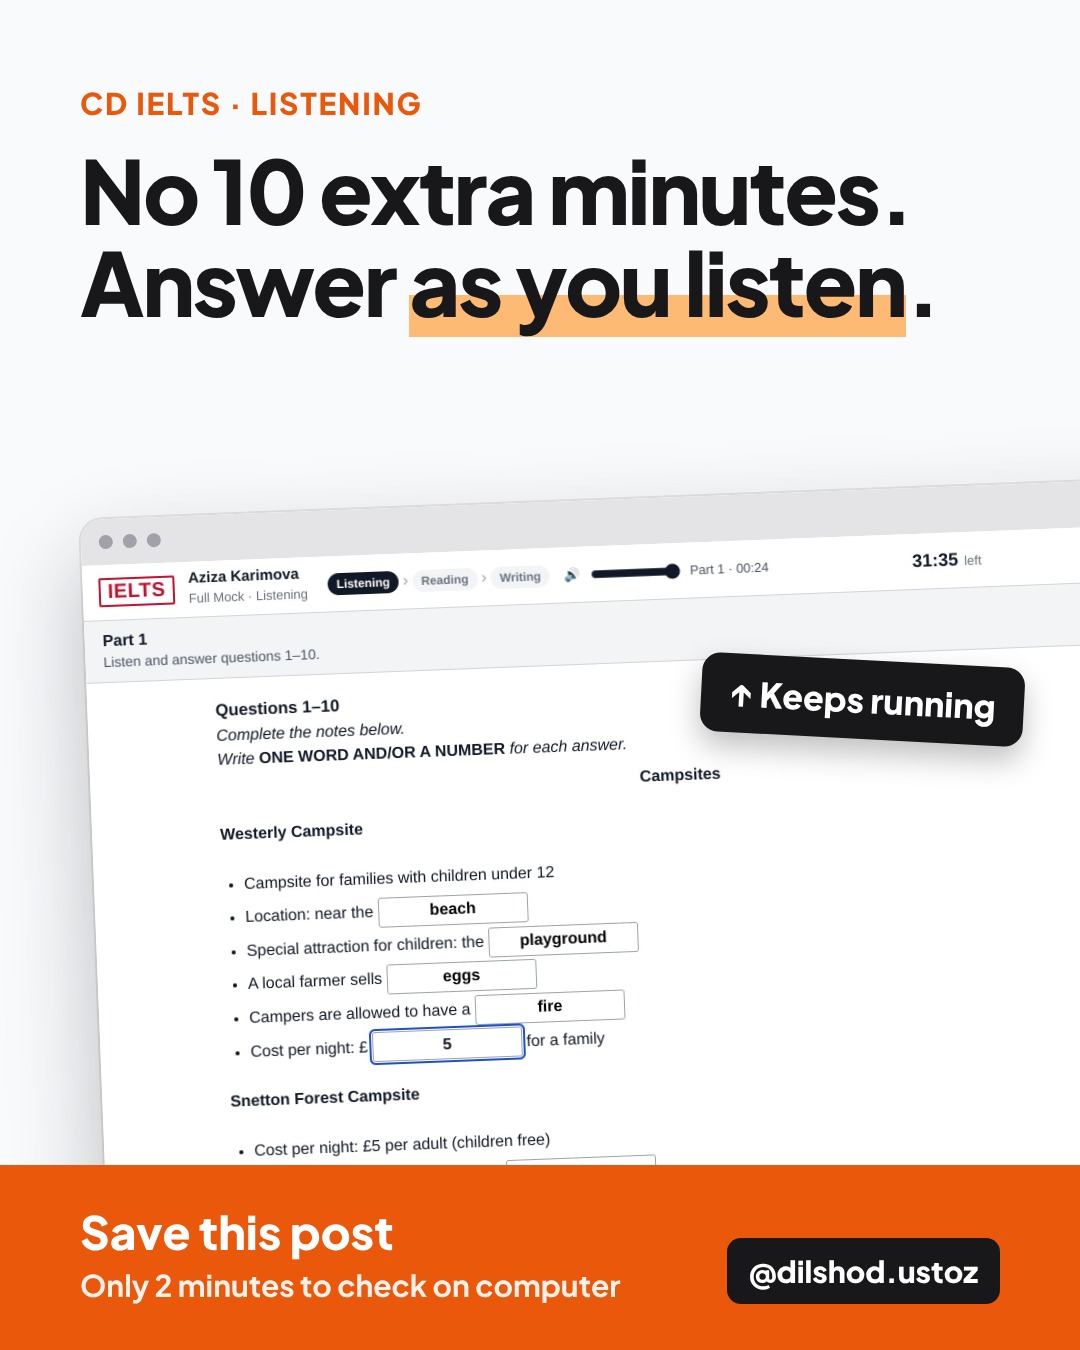 CD IELTS · LISTENING
No 10 extra minutes.
Answer as you listen.
IELTS
Aziza Karimova
Full Mock · Listening
Listening › Reading › Writing
Part 1 · 00:24
31:35 left
Part 1
Listen and answer questions 1–10.
↑ Keeps running
Questions 1–10
Complete the notes below.
Write ONE WORD AND/OR A NUMBER for each answer.
Campsites
Westerly Campsite
• Campsite for families with children under 12
• Location: near the beach
• Special attraction for children: the playground
• A local farmer sells eggs
• Campers are allowed to have a fire
• Cost per night: £ 5 for a family
Snetton Forest Campsite
• Cost per night: £5 per adult (children free)
Save this post
Only 2 minutes to check on computer
@dilshod.ustoz